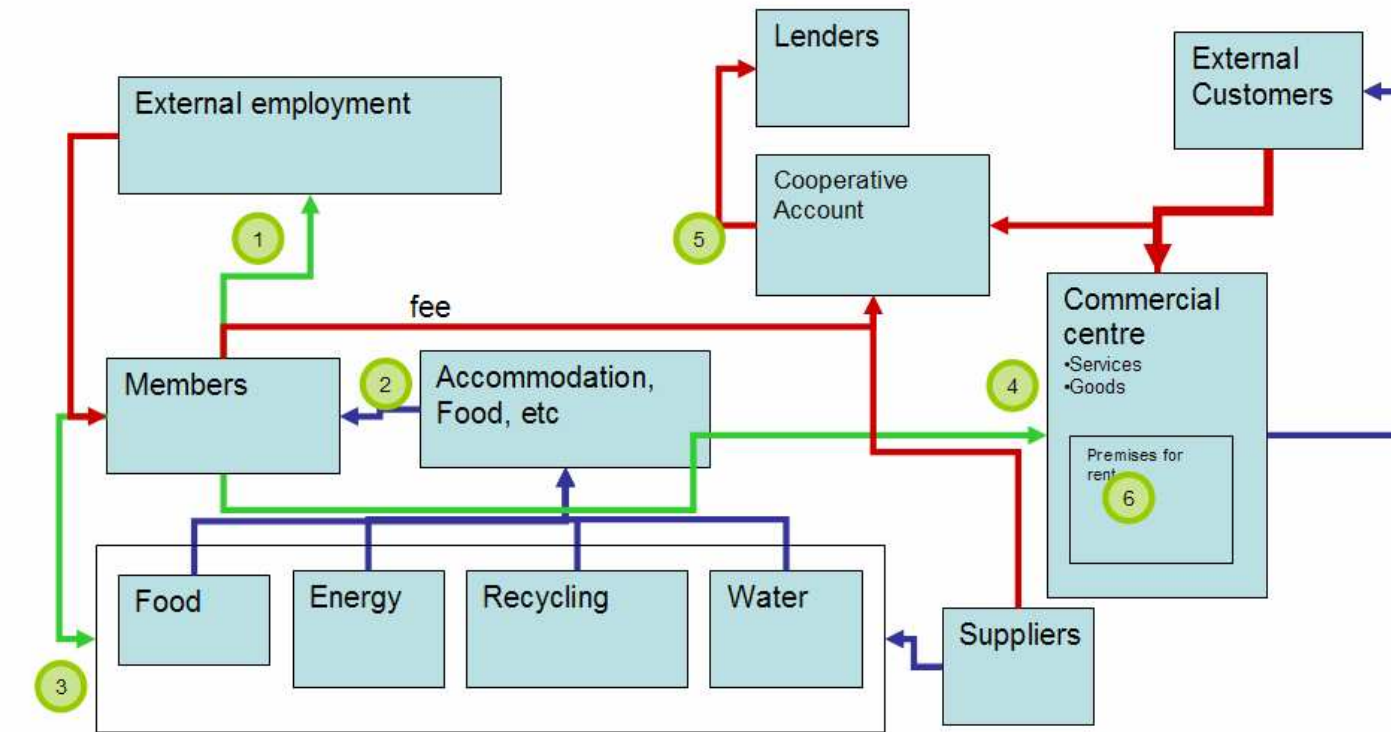 Lenders
External
Customers
External employment
Cooperative
Account
1
5
Commercial
centre
•Services
•Goods
fee
Members
2
Accommodation,
Food, etc
4
Premises for
rent
6
Food
Energy
Recycling
Water
Suppliers
3